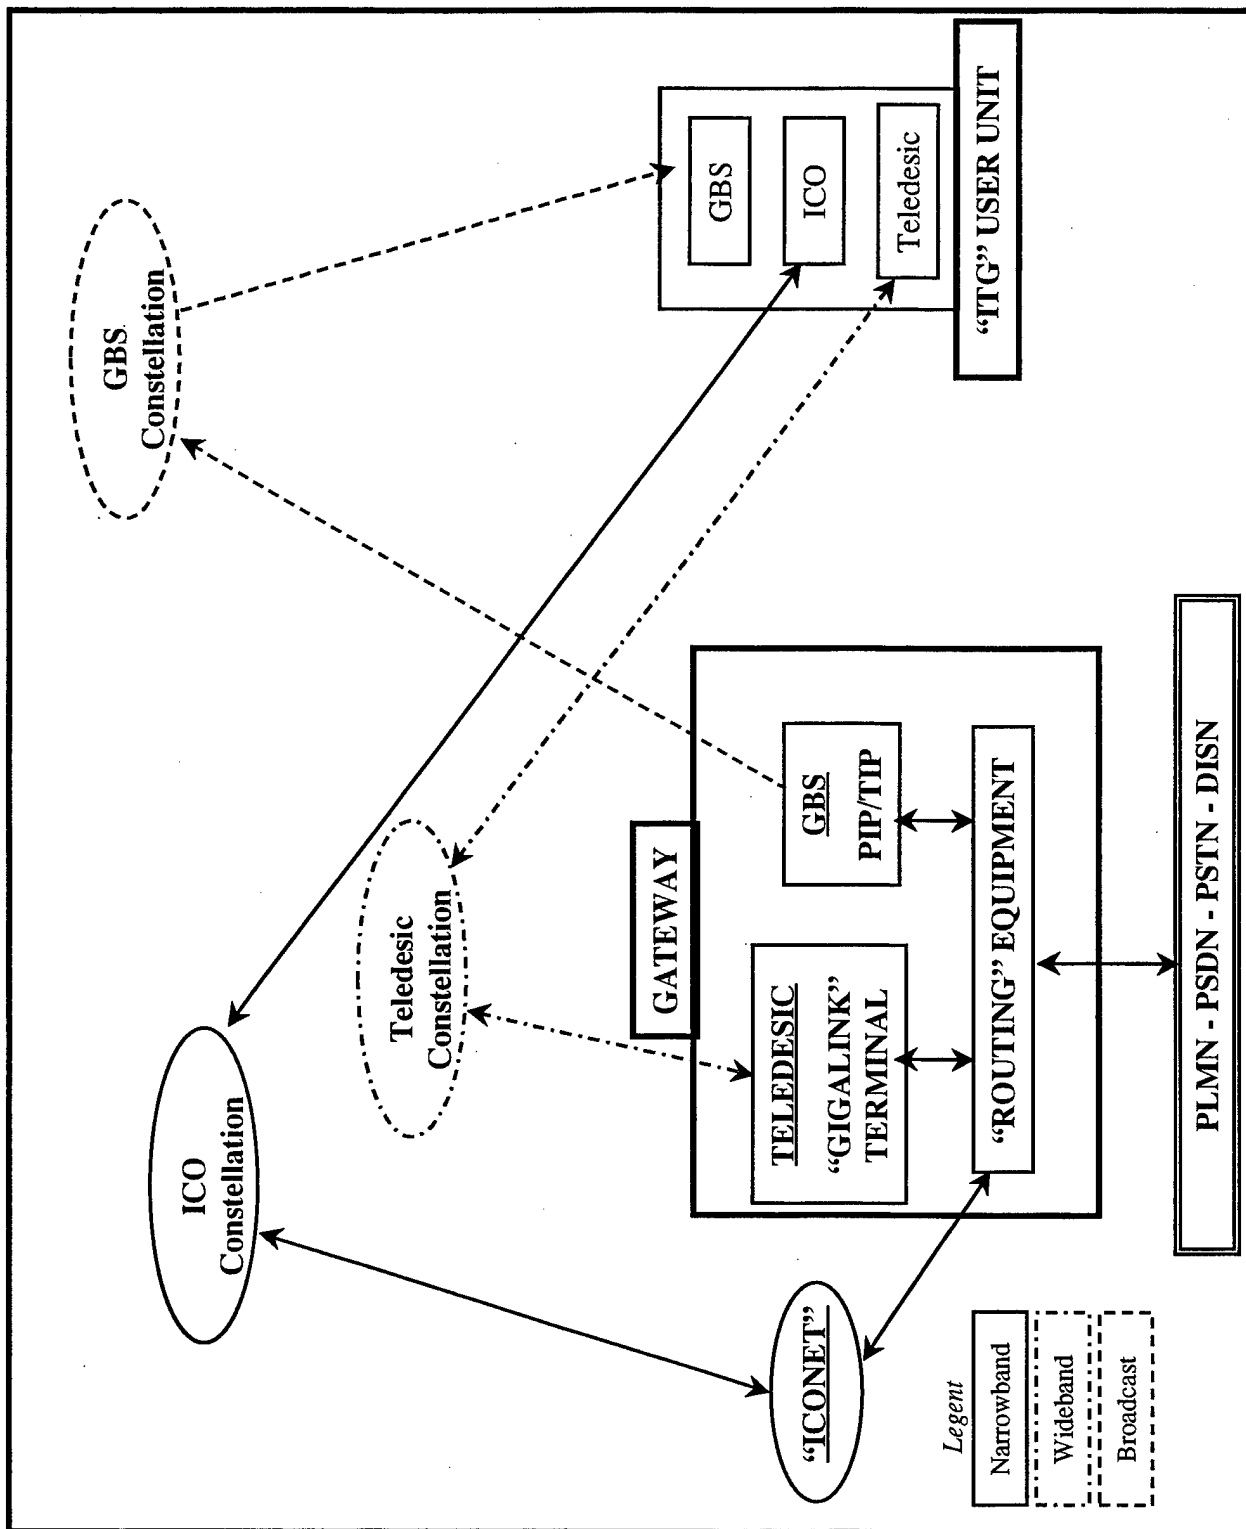 GBS
Constellation
ICO
Constellation
Teledesic
Constellation
GATEWAY
TELEDESIC
“GIGALINK”
TERMINAL
GBS
PIP/TIP
“ROUTING” EQUIPMENT
GBS
ICO
Teledesic
“ITG” USER UNIT
“ICONET”
Legent
Narrowband
Wideband
Broadcast
PLMN - PSDN - PSTN - DISN